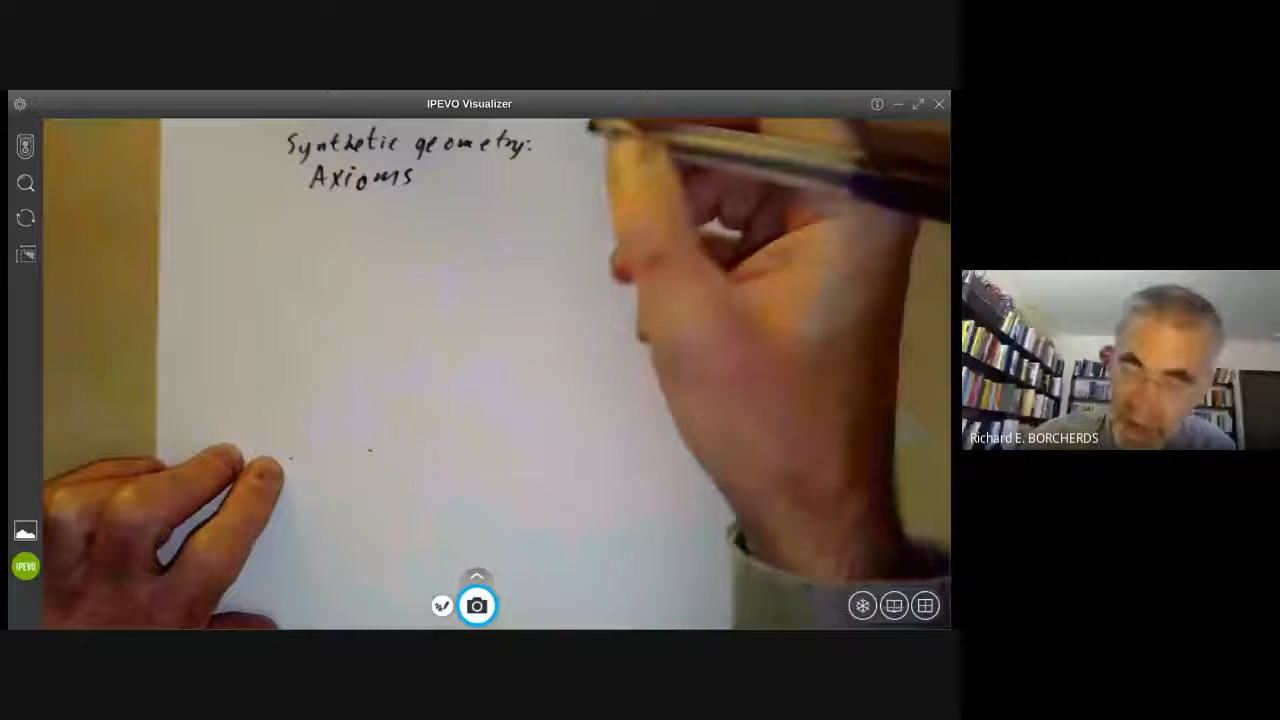 IPEVO Visualizer
Synthetic geometry:
Axioms
Richard E. BORCHERDS
IPEVO